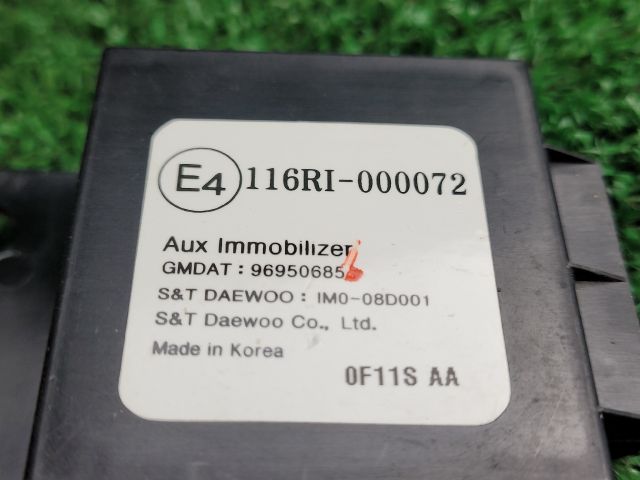 E4 116RI-000072
Aux Immobilizer
GMDAT : 96950685
S&T DAEWOO : IM0-08D001
S&T Daewoo Co., Ltd.
Made in Korea
0F11S AA